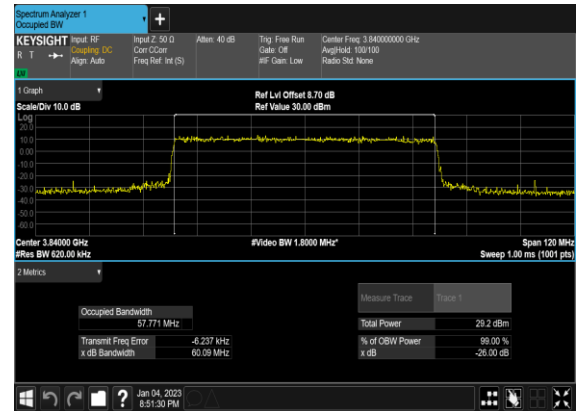 Spectrum Analyzer 1
Occupied BW
KEYSIGHT Input: RF Input Z: 50 Ω Atten: 40 dB Trig: Free Run Center Freq: 3.840000000 GHz
R T Coupling: DC Corr CCorr Gate: Off Avg|Hold: 100/100
Align: Auto Freq Ref: Int (S) #IF Gain: Low Radio Std: None
1 Graph
Ref Lvl Offset 8.70 dB
Scale/Div 10.0 dB Ref Value 30.00 dBm
Log
20.0
10.0
0.00
-10.0
-20.0
-30.0
-40.0
-50.0
-60.0
Center 3.84000 GHz #Video BW 1.8000 MHz* Span 120 MHz
#Res BW 620.00 kHz Sweep 1.00 ms (1001 pts)
2 Metrics
Measure Trace Trace 1
Occupied Bandwidth
57.771 MHz Total Power 29.2 dBm
Transmit Freq Error -6.237 kHz % of OBW Power 99.00 %
x dB Bandwidth 60.09 MHz x dB -26.00 dB
? Jan 04, 2023
8:51:30 PM